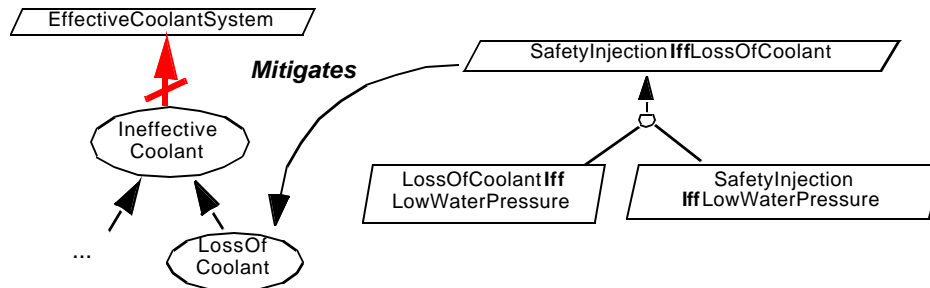 EffectiveCoolantSystem
Mitigates
SafetyInjectionIffLossOfCoolant
Ineffective
Coolant
LossOfCoolantIff
LowWaterPressure
SafetyInjection
IffLowWaterPressure
...
LossOf
Coolant